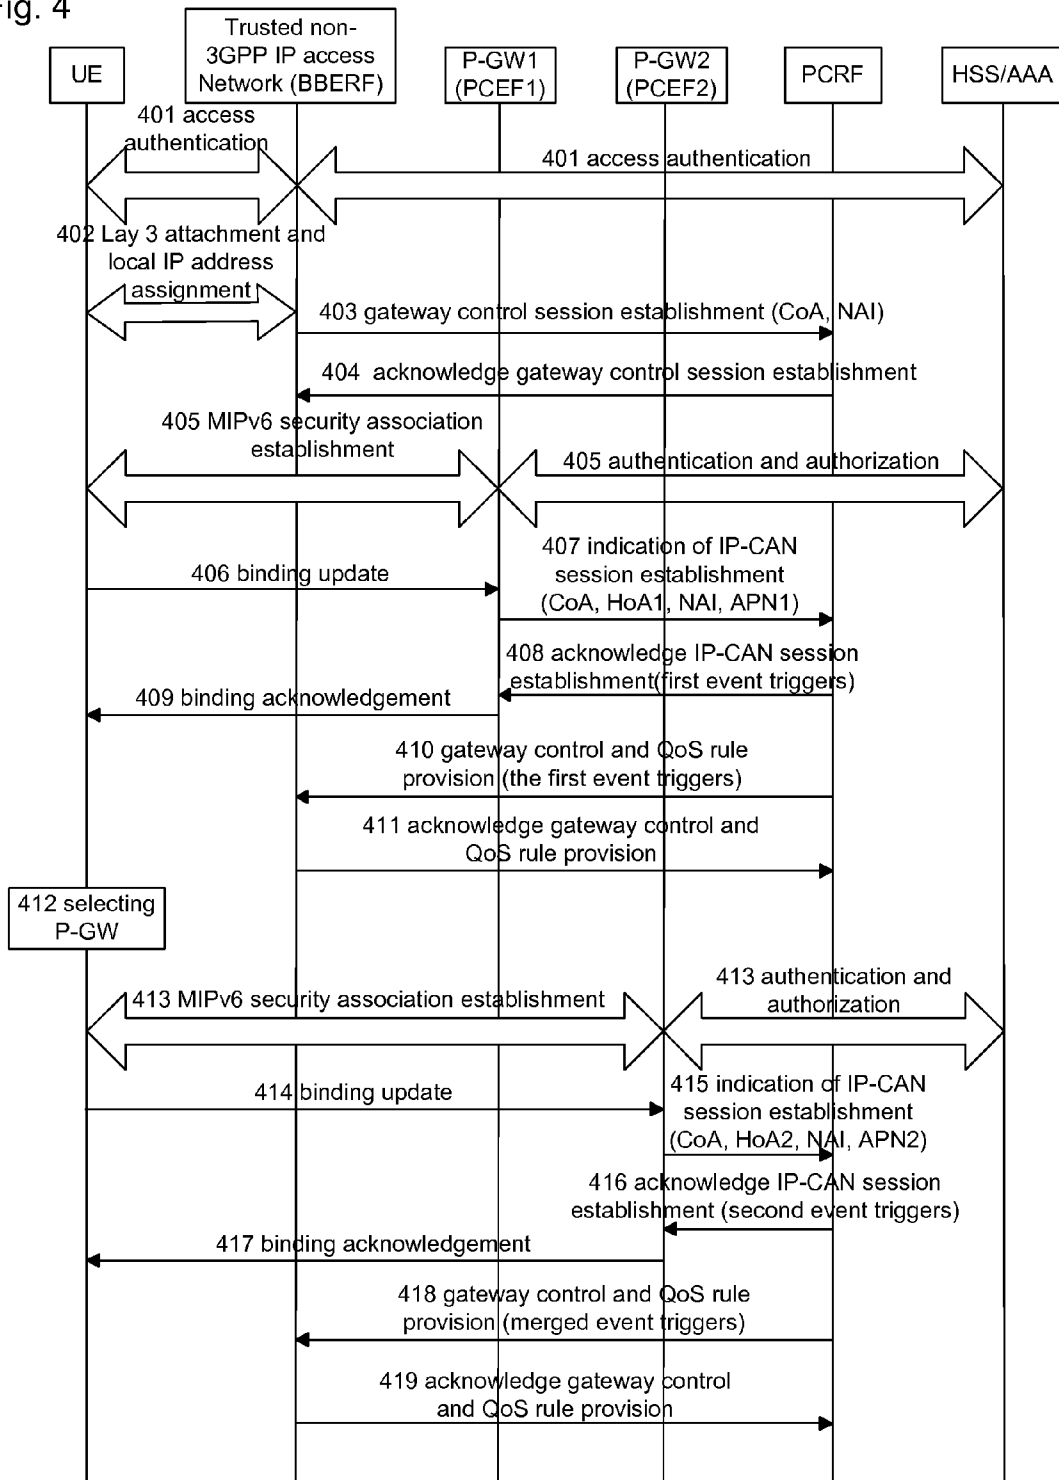 Fig. 4
UE
Trusted non-
3GPP IP access
Network (BBERF)
P-GW1
(PCEF1)
P-GW2
(PCEF2)
PCRF
HSS/AAA
401 access
authentication
401 access authentication
402 Lay 3 attachment and
local IP address
assignment
403 gateway control session establishment (CoA, NAI)
404 acknowledge gateway control session establishment
405 MIPv6 security association
establishment
405 authentication and authorization
406 binding update
407 indication of IP-CAN
session establishment
(CoA, HoA1, NAI, APN1)
408 acknowledge IP-CAN session
establishment(first event triggers)
409 binding acknowledgement
410 gateway control and QoS rule
provision (the first event triggers)
411 acknowledge gateway control and
QoS rule provision
412 selecting
P-GW
413 MIPv6 security association establishment
413 authentication and
authorization
414 binding update
415 indication of IP-CAN
session establishment
(CoA, HoA2, NAI, APN2)
416 acknowledge IP-CAN session
establishment (second event triggers)
417 binding acknowledgement
418 gateway control and QoS rule
provision (merged event triggers)
419 acknowledge gateway control
and QoS rule provision